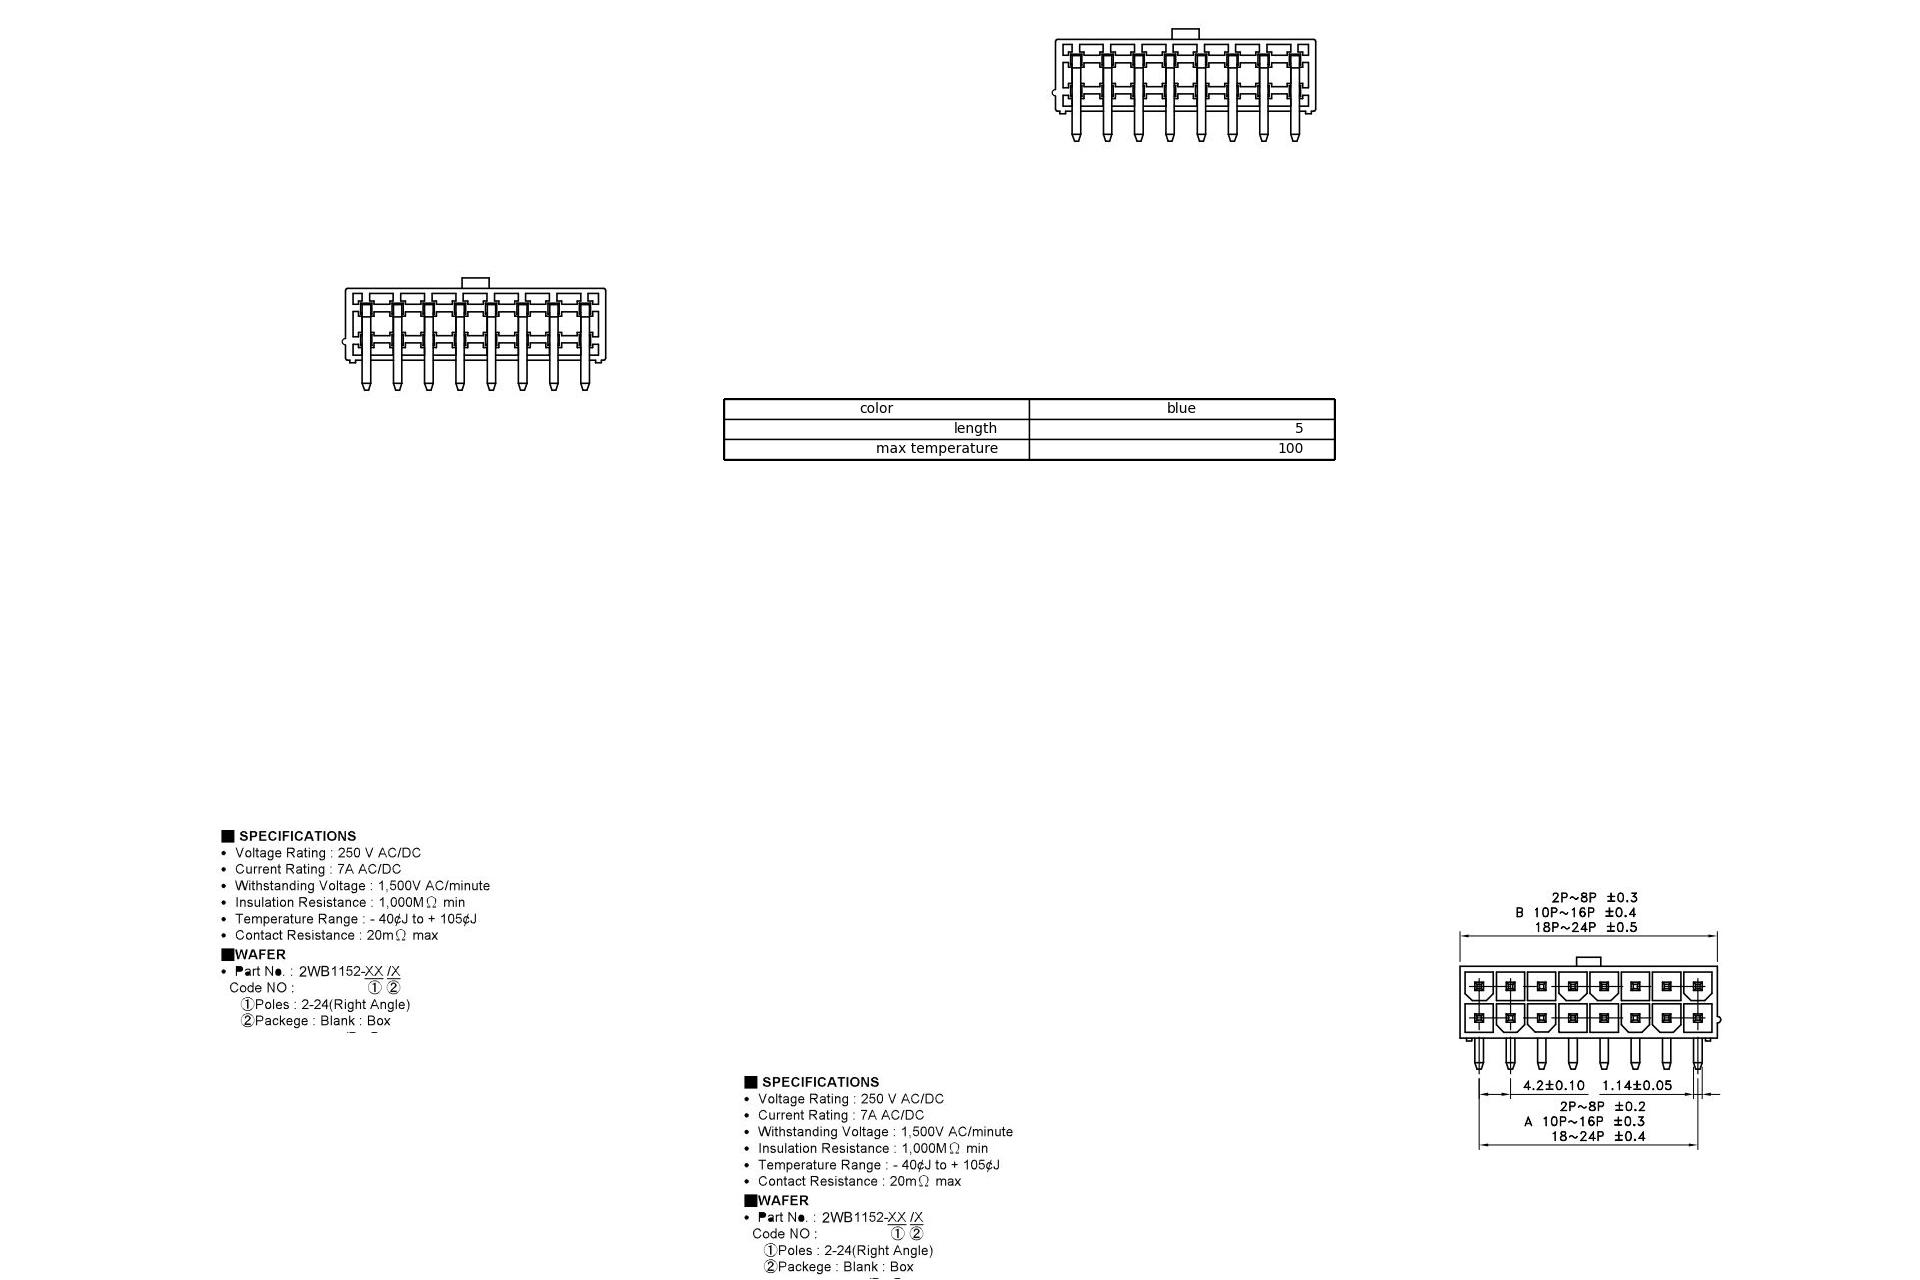 color blue
length 5
max temperature 100
■ SPECIFICATIONS
• Voltage Rating : 250 V AC/DC
• Current Rating : 7A AC/DC
• Withstanding Voltage : 1,500V AC/minute
• Insulation Resistance : 1,000MΩ min
• Temperature Range : - 40¢J to + 105¢J
• Contact Resistance : 20mΩ max
■WAFER
• Part No. : 2WB1152-XX /X
Code NO : ① ②
①Poles : 2-24(Right Angle)
②Packege : Blank : Box
2P~8P ±0.3
B 10P~16P ±0.4
18P~24P ±0.5
4.2±0.10 1.14±0.05
2P~8P ±0.2
A 10P~16P ±0.3
18~24P ±0.4
■ SPECIFICATIONS
• Voltage Rating : 250 V AC/DC
• Current Rating : 7A AC/DC
• Withstanding Voltage : 1,500V AC/minute
• Insulation Resistance : 1,000MΩ min
• Temperature Range : - 40¢J to + 105¢J
• Contact Resistance : 20mΩ max
■WAFER
• Part No. : 2WB1152-XX /X
Code NO : ① ②
①Poles : 2-24(Right Angle)
②Packege : Blank : Box